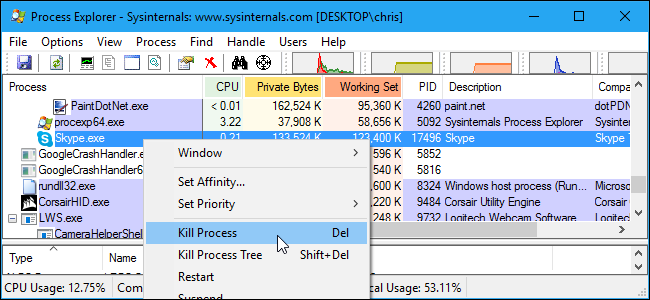 Process Explorer - Sysinternals: www.sysinternals.com [DESKTOP\chris]
File Options View Process Find Handle Users Help
Process CPU Private Bytes Working Set PID Description Compa
PaintDotNet.exe < 0.01 162,524 K 95,360 K 4260 paint.net dotPDN
procexp64.exe 3.22 37,908 K 58,656 K 5092 Sysinternals Process Explorer Sysinter
Skype.exe 0.21 133,524 K 123,400 K 17496 Skype Skype T
GoogleCrashHandler.e 596 K 5852
GoogleCrashHandler6 540 K 5816
rundll32.exe ,600 K 8324 Windows host process (Run... Microso
CorsairHID.exe ,876 K 9484 Corsair Utility Engine Corsair
LWS.exe ,248 K 9732 Logitech Webcam Software Logitech
CameraHelperShel
Window
Set Affinity...
Set Priority
Kill Process Del
Kill Process Tree Shift+Del
Restart
Suspend
Type Name
CPU Usage: 12.75% Com cal Usage: 53.11%